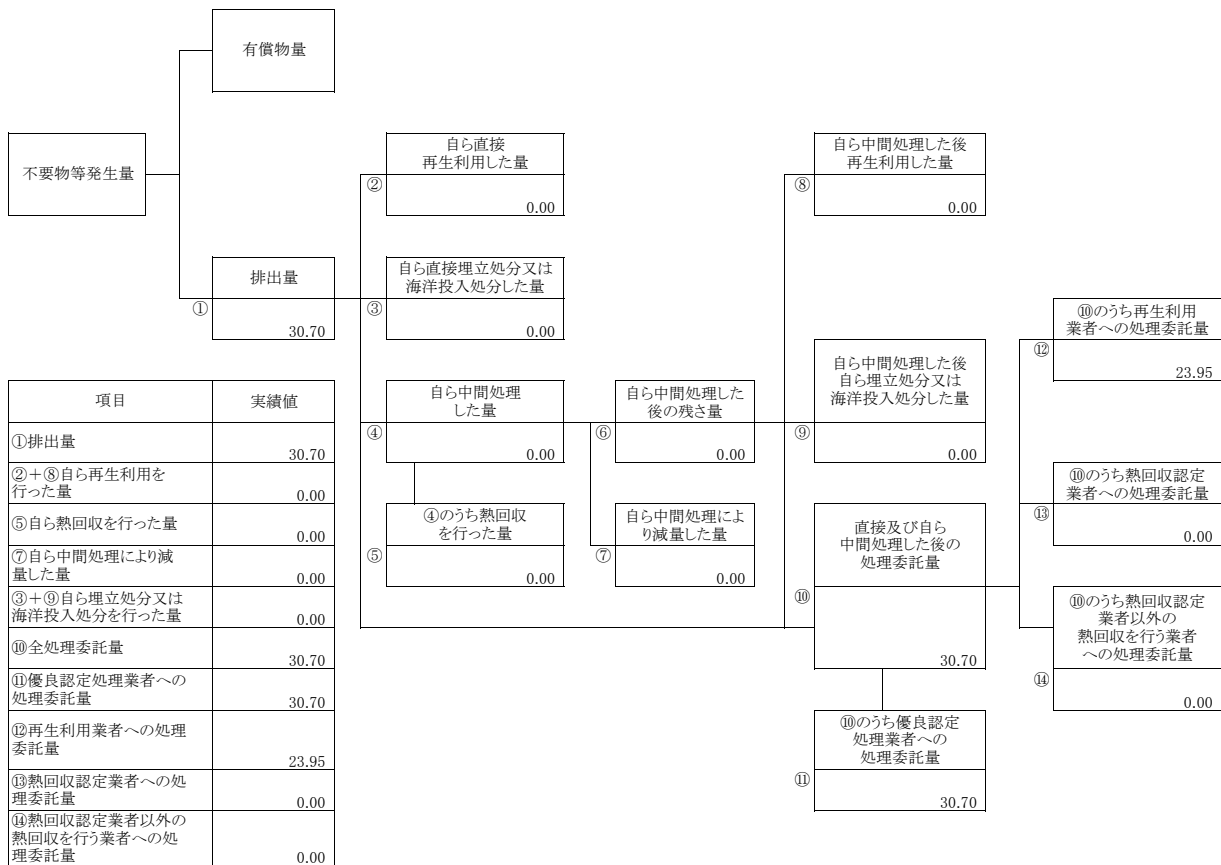 有償物量
不要物等発生量
排出量
①
30.70
自ら直接
再生利用した量
②
0.00
自ら直接埋立処分又は
海洋投入処分した量
③
0.00
自ら中間処理
した量
④
0.00
④のうち熱回収
を行った量
⑤
0.00
自ら中間処理した
後の残さ量
⑥
0.00
自ら中間処理によ
り減量した量
⑦
0.00
自ら中間処理した後
再生利用した量
⑧
0.00
自ら中間処理した後
自ら埋立処分又は
海洋投入処分した量
⑨
0.00
直接及び自ら
中間処理した後の
処理委託量
⑩
30.70
⑩のうち優良認定
処理業者への
処理委託量
⑪
30.70
⑩のうち再生利用
業者への処理委託量
⑫
23.95
⑩のうち熱回収認定
業者への処理委託量
⑬
0.00
⑩のうち熱回収認定
業者以外の
熱回収を行う業者
への処理委託量
⑭
0.00
項目 実績値
①排出量
30.70
②+⑧自ら再生利用を
行った量 0.00
⑤自ら熱回収を行った量
0.00
⑦自ら中間処理により減
量した量 0.00
③+⑨自ら埋立処分又は
海洋投入処分を行った量 0.00
⑩全処理委託量
30.70
⑪優良認定処理業者への
処理委託量 30.70
⑫再生利用業者への処理
委託量 23.95
⑬熱回収認定業者への処
理委託量 0.00
⑭熱回収認定業者以外の
熱回収を行う業者への処
理委託量 0.00